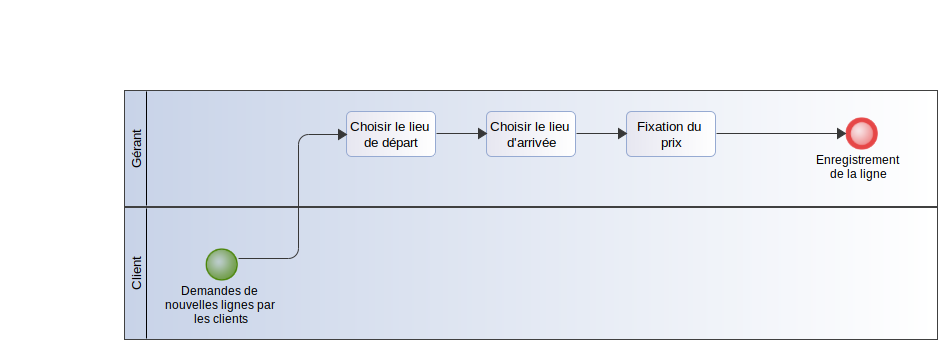 Gérant
Choisir le lieu
de départ
Choisir le lieu
d'arrivée
Fixation du
prix
Enregistrement
de la ligne
Client
Demandes de
nouvelles lignes par
les clients